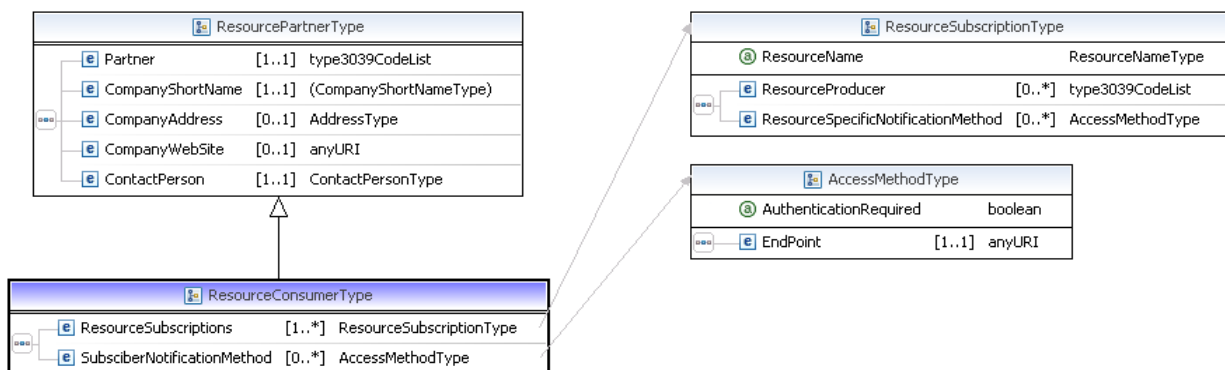 ResourcePartnerType
e Partner [1..1] type3039CodeList
e CompanyShortName [1..1] (CompanyShortNameType)
e CompanyAddress [0..1] AddressType
e CompanyWebSite [0..1] anyURI
e ContactPerson [1..1] ContactPersonType
ResourceConsumerType
e ResourceSubscriptions [1..*] ResourceSubscriptionType
e SubsciberNotificationMethod [0..*] AccessMethodType
ResourceSubscriptionType
a ResourceName ResourceNameType
e ResourceProducer [0..*] type3039CodeList
e ResourceSpecificNotificationMethod [0..*] AccessMethodType
AccessMethodType
a AuthenticationRequired boolean
e EndPoint [1..1] anyURI